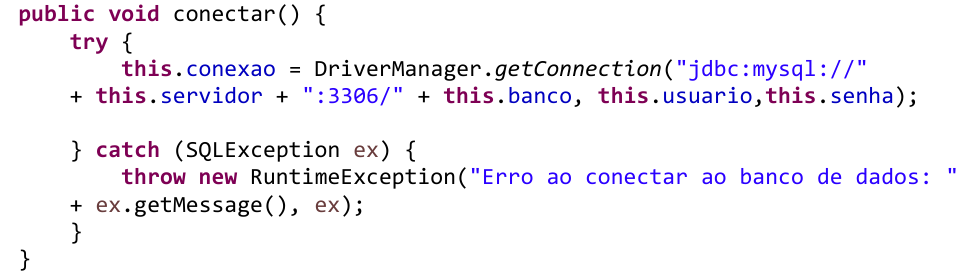 public void conectar() {
    try {
        this.conexao = DriverManager.getConnection("jdbc:mysql://"
    + this.servidor + ":3306/" + this.banco, this.usuario,this.senha);

    } catch (SQLException ex) {
        throw new RuntimeException("Erro ao conectar ao banco de dados: "
    + ex.getMessage(), ex);
    }
}